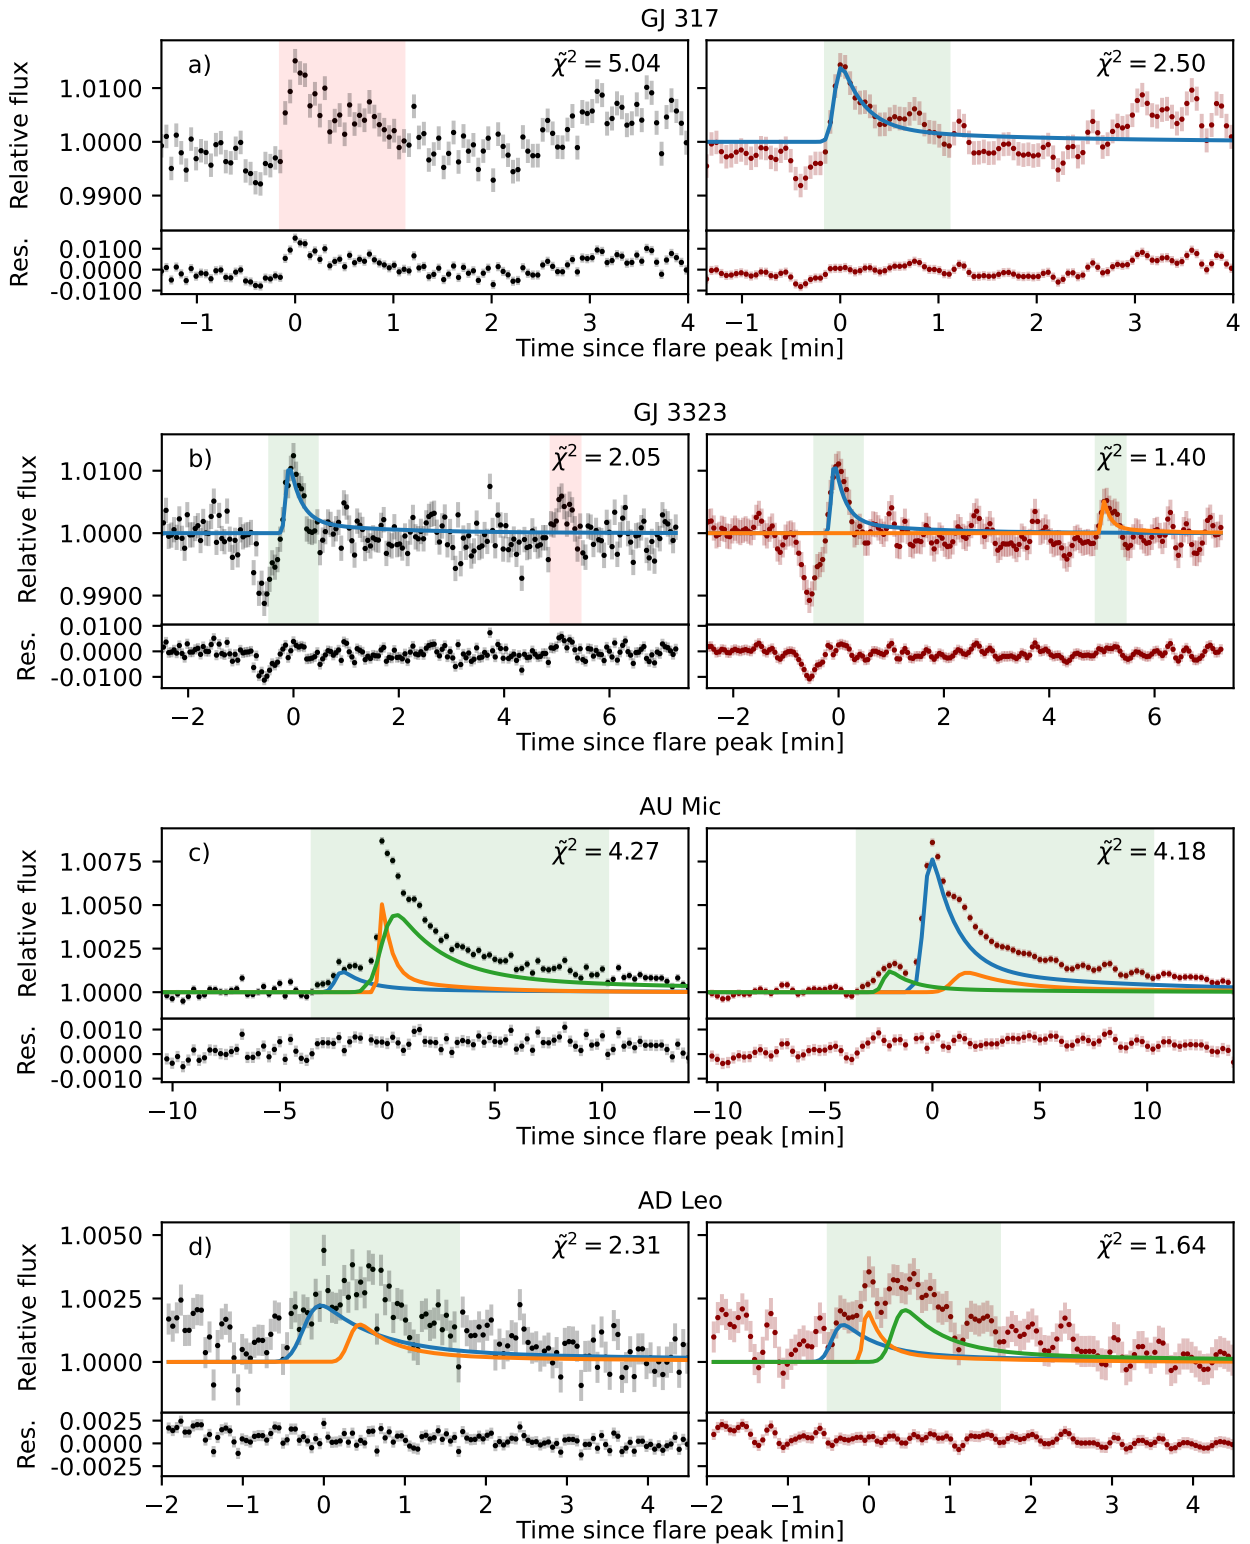 GJ 317
a)
χ̃² = 5.04
χ̃² = 2.50
Relative flux
1.0100
1.0000
0.9900
Res.
0.0100
0.0000
-0.0100
−1 0 1 2 3 4
−1 0 1 2 3 4
Time since flare peak [min]
GJ 3323
b)
χ̃² = 2.05
χ̃² = 1.40
Relative flux
1.0100
1.0000
0.9900
Res.
0.0100
0.0000
-0.0100
−2 0 2 4 6
−2 0 2 4 6
Time since flare peak [min]
AU Mic
c)
χ̃² = 4.27
χ̃² = 4.18
Relative flux
1.0075
1.0050
1.0025
1.0000
Res.
0.0010
0.0000
-0.0010
−10 −5 0 5 10
−10 −5 0 5 10
Time since flare peak [min]
AD Leo
d)
χ̃² = 2.31
χ̃² = 1.64
Relative flux
1.0050
1.0025
1.0000
Res.
0.0025
0.0000
-0.0025
−2 −1 0 1 2 3 4
−2 −1 0 1 2 3 4
Time since flare peak [min]